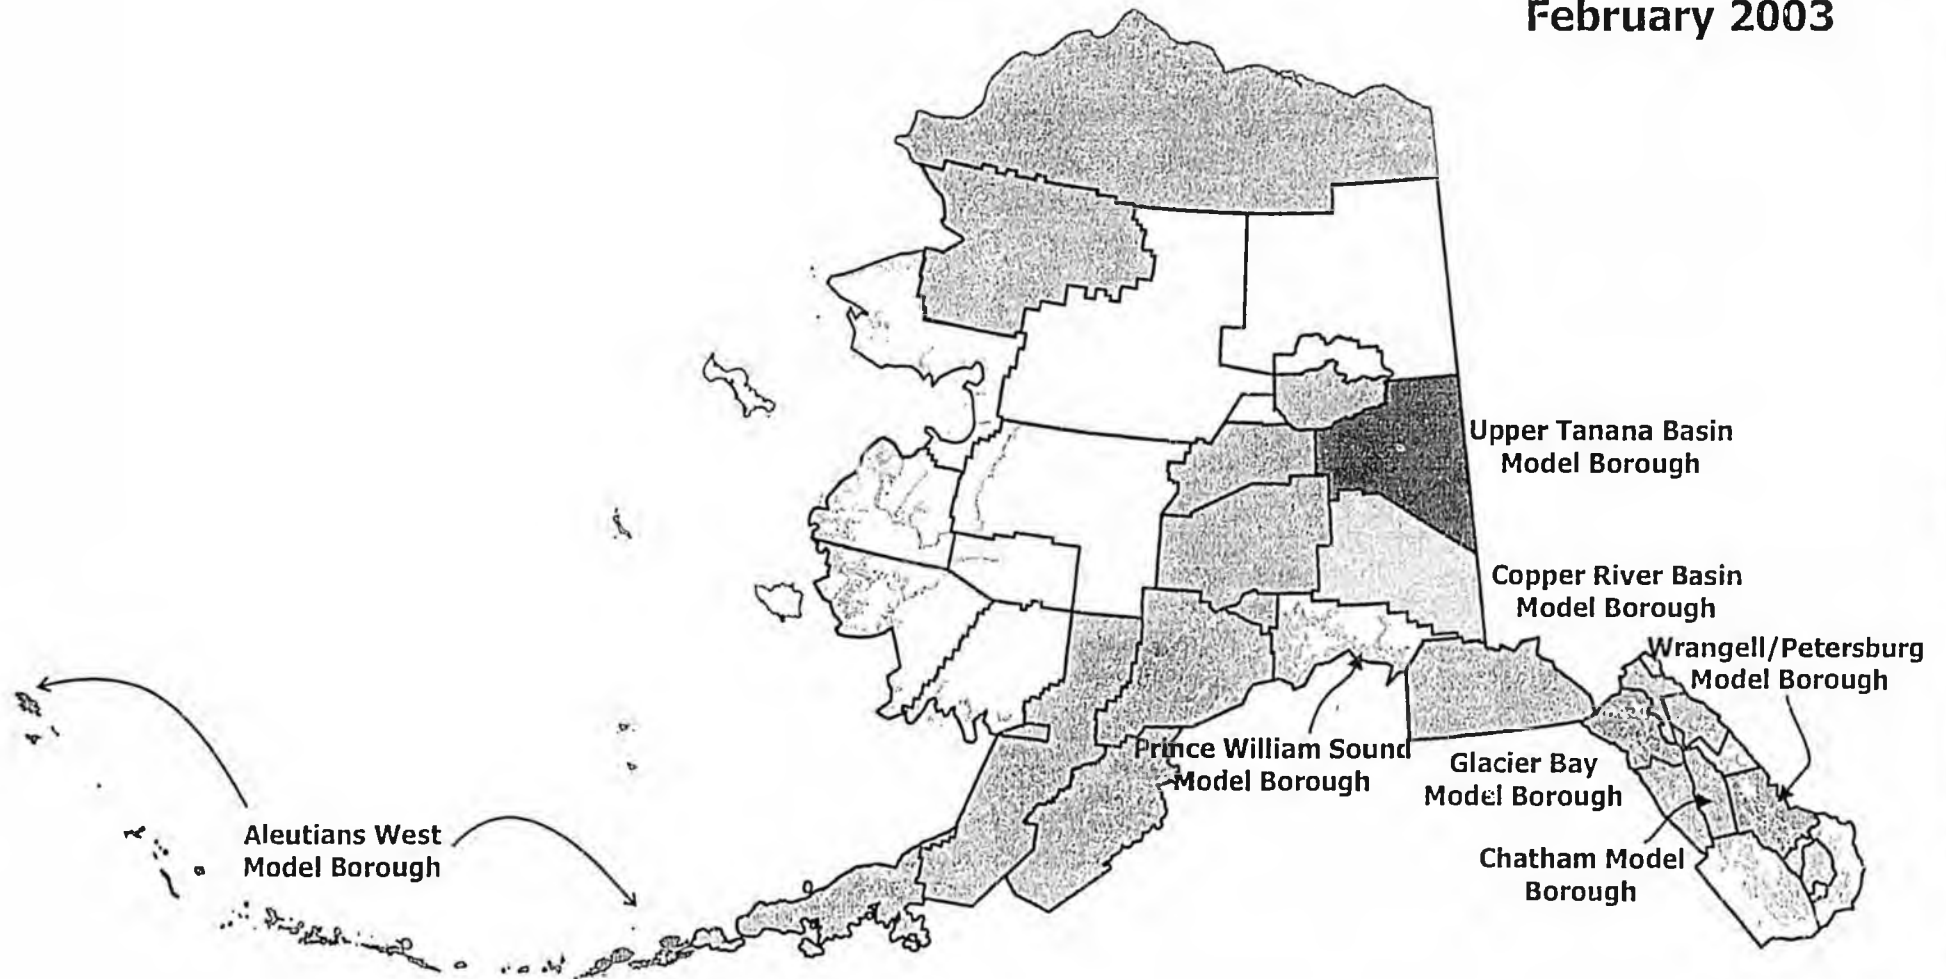 February 2003
Upper Tanana Basin
Model Borough
Copper River Basin
Model Borough
Wrangell/Petersburg
Model Borough
Prince William Sound
Model Borough
Glacier Bay
Model Borough
Aleutians West
Model Borough
Chatham Model
Borough